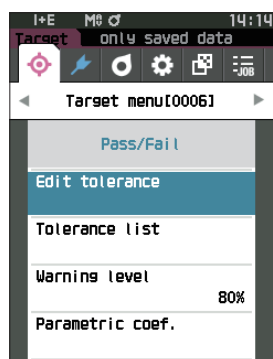 I+E M 14:14
Target only saved data
JOB
Target menu[0006]
Pass/Fail
Edit tolerance
Tolerance list
Warning level
80%
Parametric coef.